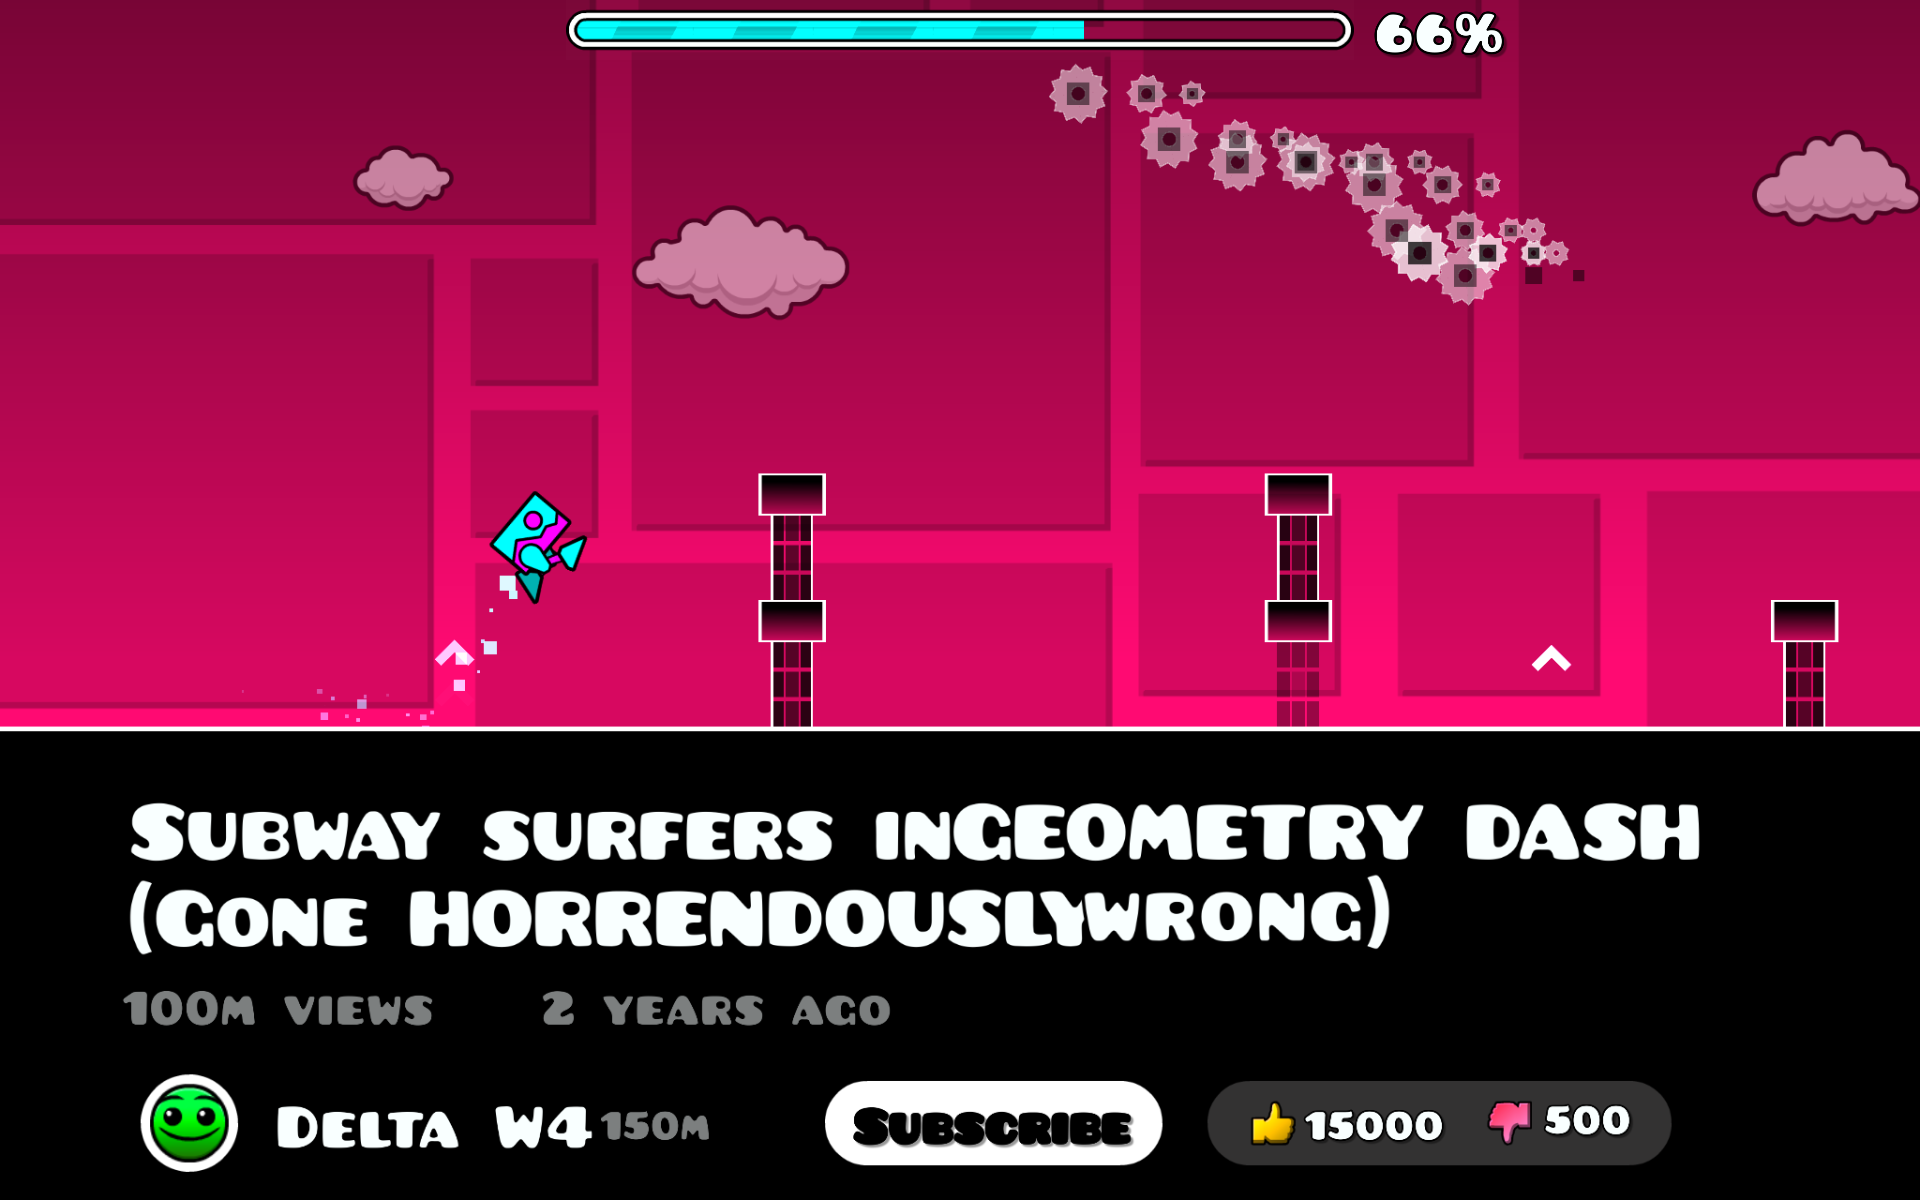 66%
Subway surfers inGEOMETRY DASH
(Gone HORRENDOUSLYwrong)
100m views 2 years ago
Delta W4 150m Subscribe 15000 500